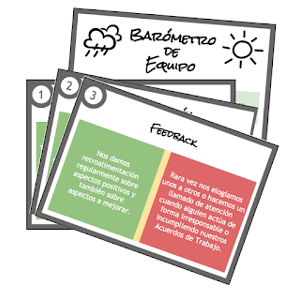 Barómetro
de
Equipo
1
2
3
Feedback
Nos damos
retroalimentación
regularmente sobre
aspectos positivos y
también sobre
aspectos a mejorar.
Rara vez nos elogiamos
unos a otros o hacemos un
llamado de atención
cuando alguien actúa de
forma irresponsable o
incumpliendo nuestros
Acuerdos de Trabajo.